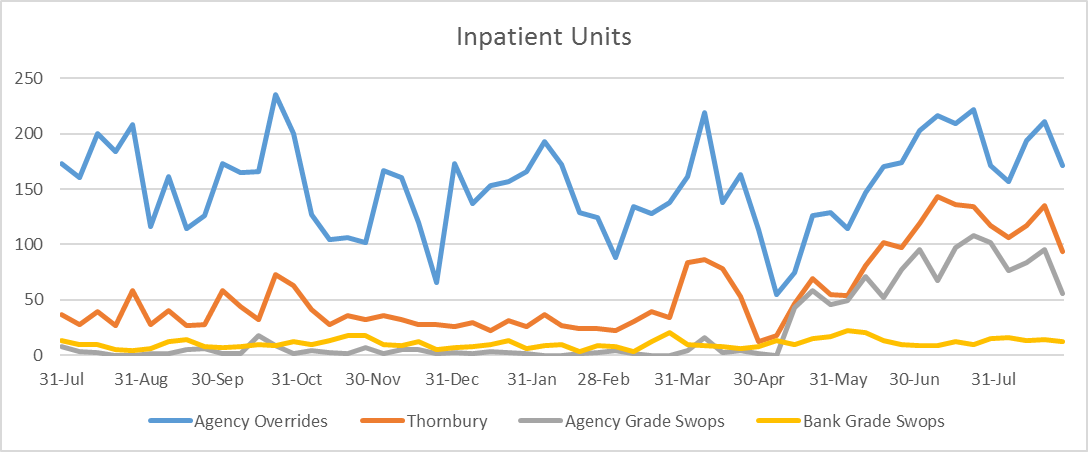 Inpatient Units
250
200
150
100
50
0
31-Jul 31-Aug 30-Sep 31-Oct 30-Nov 31-Dec 31-Jan 28-Feb 31-Mar 30-Apr 31-May 30-Jun 31-Jul
Agency Overrides Thornbury Agency Grade Swops Bank Grade Swops